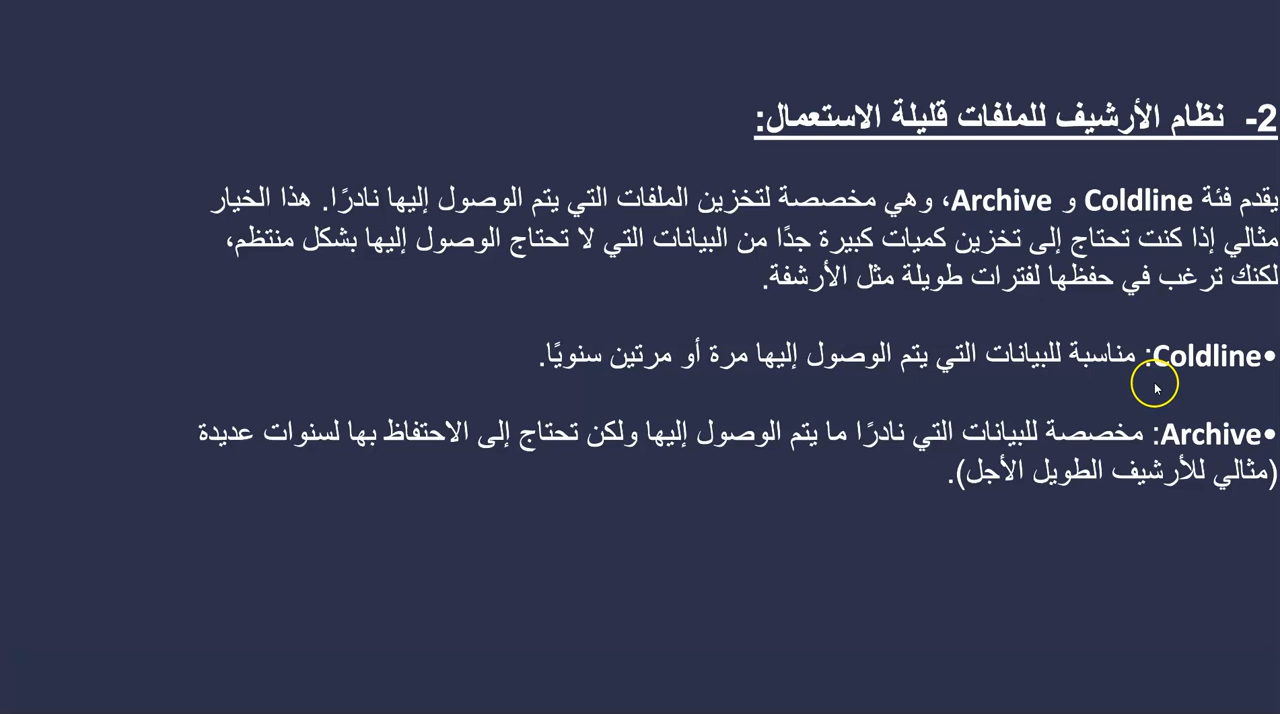 2- نظام الأرشيف للملفات قليلة الاستعمال:
يقدم فئة Coldline و Archive، وهي مخصصة لتخزين الملفات التي يتم الوصول إليها نادرًا. هذا الخيار
مثالي إذا كنت تحتاج إلى تخزين كميات كبيرة جدًا من البيانات التي لا تحتاج الوصول إليها بشكل منتظم،
لكنك ترغب في حفظها لفترات طويلة مثل الأرشفة.
•Coldline: مناسبة للبيانات التي يتم الوصول إليها مرة أو مرتين سنويًا.
•Archive: مخصصة للبيانات التي نادرًا ما يتم الوصول إليها ولكن تحتاج إلى الاحتفاظ بها لسنوات عديدة
(مثالي للأرشيف الطويل الأجل).